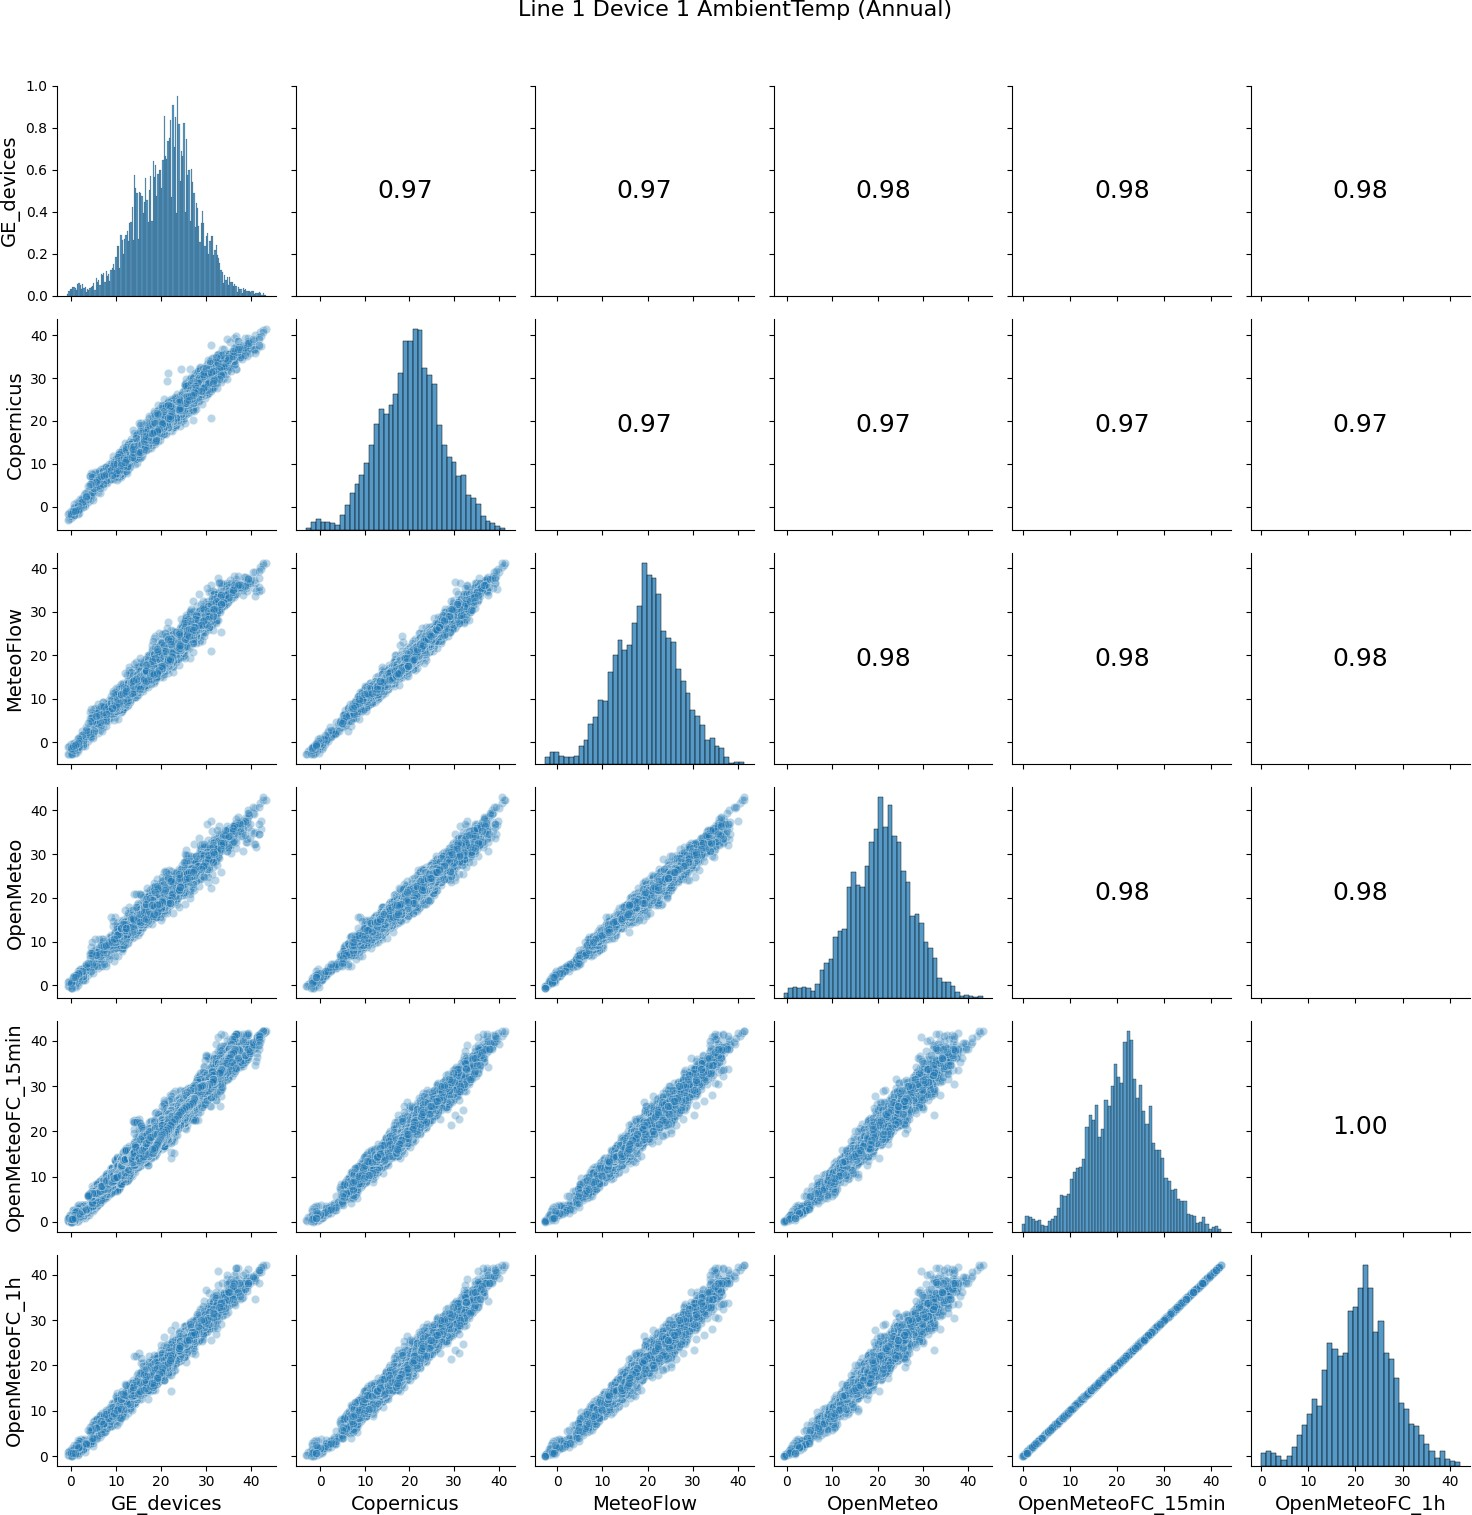 Line 1 Device 1 AmbientTemp (Annual)
1.0
0.8
0.6
0.4
0.2
0.0
GE_devices
0.97
0.97
0.98
0.98
0.98
40
30
20
10
0
Copernicus
0.97
0.97
0.97
0.97
40
30
20
10
0
MeteoFlow
0.98
0.98
0.98
40
30
20
10
0
OpenMeteo
0.98
0.98
40
30
20
10
0
OpenMeteoFC_15min
1.00
40
30
20
10
0
OpenMeteoFC_1h
0 10 20 30 40
0 10 20 30 40
0 10 20 30 40
0 10 20 30 40
0 10 20 30 40
0 10 20 30 40
GE_devices
Copernicus
MeteoFlow
OpenMeteo
OpenMeteoFC_15min
OpenMeteoFC_1h